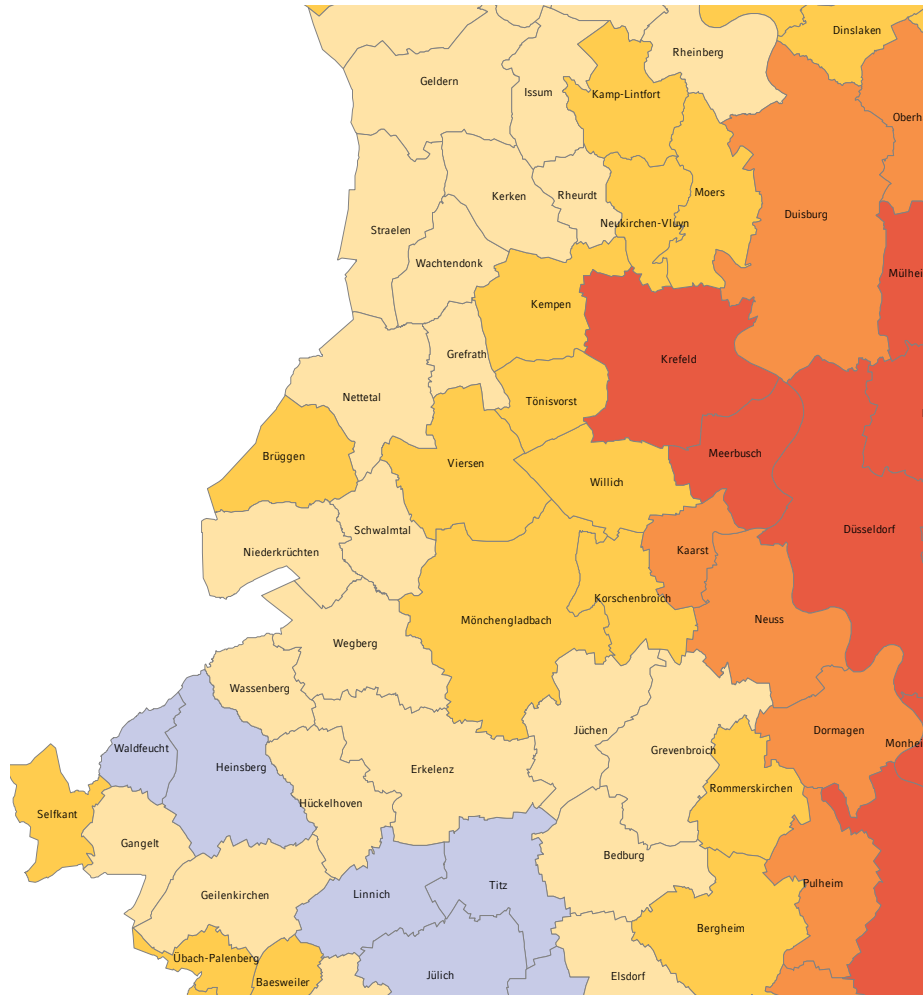 Dinslaken
Rheinberg
Geldern
Issum
Kamp-Lintfort
Oberh
Kerken
Rheurdt
Moers
Duisburg
Neukirchen-Vluyn
Straelen
Wachtendonk
Mülhei
Kempen
Grefrath
Krefeld
Nettetal
Tönisvorst
Brüggen
Viersen
Meerbusch
Willich
Schwalmtal
Düsseldorf
Niederkrüchten
Kaarst
Korschenbroich
Mönchengladbach
Neuss
Wegberg
Wassenberg
Jüchen
Dormagen
Waldfeucht
Grevenbroich
Monhei
Heinsberg
Erkelenz
Rommerskirchen
Hückelhoven
Selfkant
Gangelt
Bedburg
Pulheim
Geilenkirchen
Linnich
Titz
Bergheim
Übach-Palenberg
Baesweiler
Jülich
Elsdorf